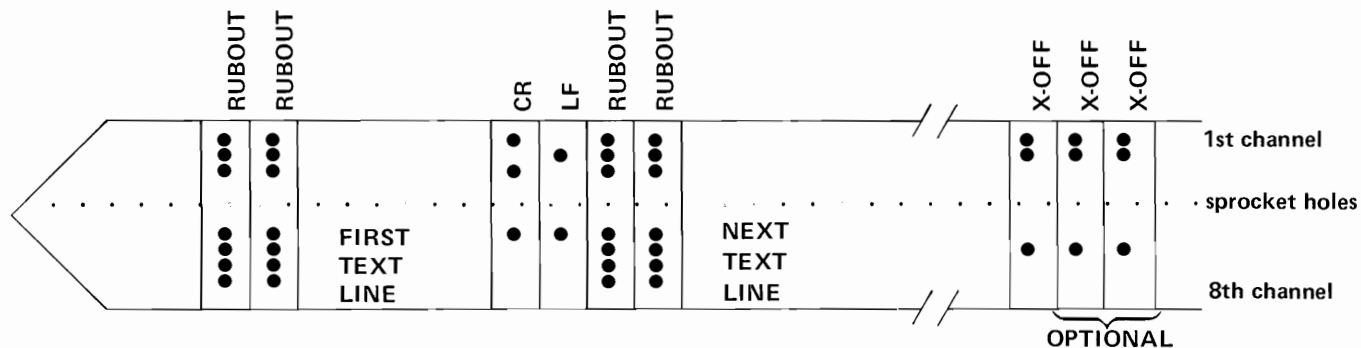 RUBOUT
RUBOUT
CR
LF
RUBOUT
RUBOUT
X-OFF
X-OFF
X-OFF
1st channel
sprocket holes
8th channel
FIRST
TEXT
LINE
NEXT
TEXT
LINE
OPTIONAL